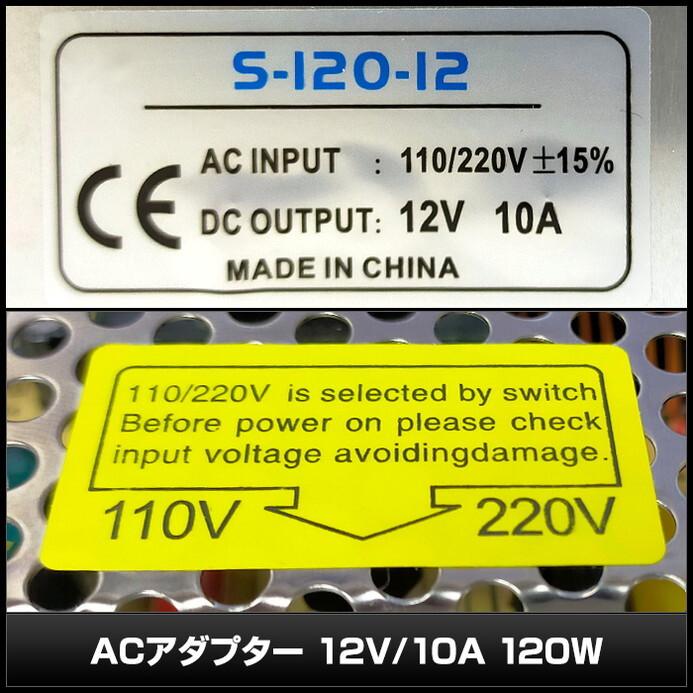 S-120-12
CE AC INPUT : 110/220V ±15%
DC OUTPUT: 12V 10A
MADE IN CHINA
110/220V is selected by switch
Before power on please check
input voltage avoidingdamage.
110V 220V
ACアダプター 12V/10A 120W